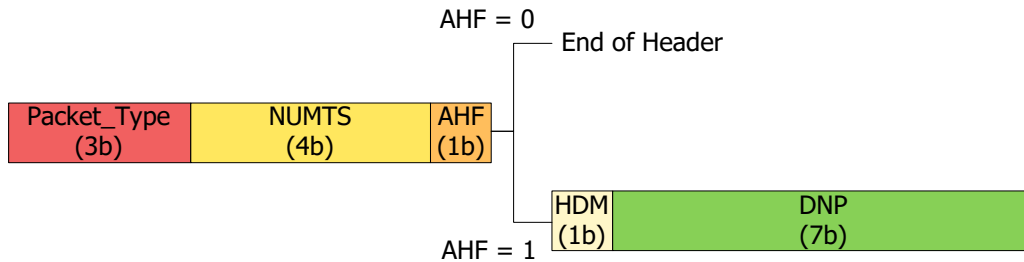 AHF = 0
End of Header
Packet_Type
(3b)
NUMTS
(4b)
AHF
(1b)
HDM
(1b)
DNP
(7b)
AHF = 1